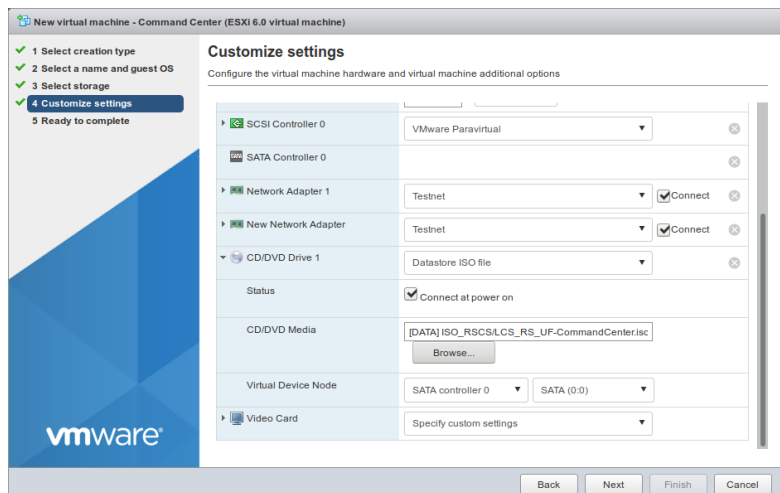 New virtual machine - Command Center (ESXi 6.0 virtual machine)
1 Select creation type
2 Select a name and guest OS
3 Select storage
4 Customize settings
5 Ready to complete
vmware®
Customize settings
Configure the virtual machine hardware and virtual machine additional options
SCSI Controller 0
VMware Paravirtual
SATA
SATA Controller 0
Network Adapter 1
Testnet
Connect
New Network Adapter
Testnet
Connect
CD/DVD Drive 1
Datastore ISO file
Status
Connect at power on
CD/DVD Media
[DATA] ISO_RSCS/LCS_RS_UF-CommandCenter.isc
Browse...
Virtual Device Node
SATA controller 0
SATA (0:0)
Video Card
Specify custom settings
Back
Next
Finish
Cancel